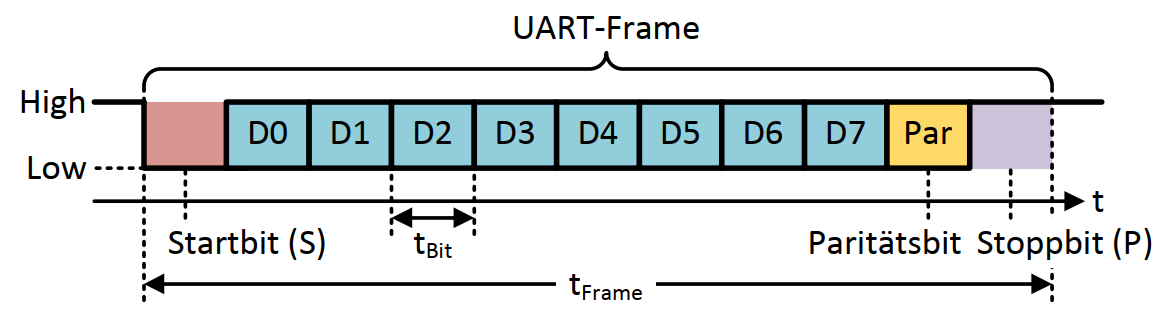 UART-Frame
High
D0 D1 D2 D3 D4 D5 D6 D7 Par
Low
t
Startbit (S) tBit Paritätsbit Stoppbit (P)
tFrame